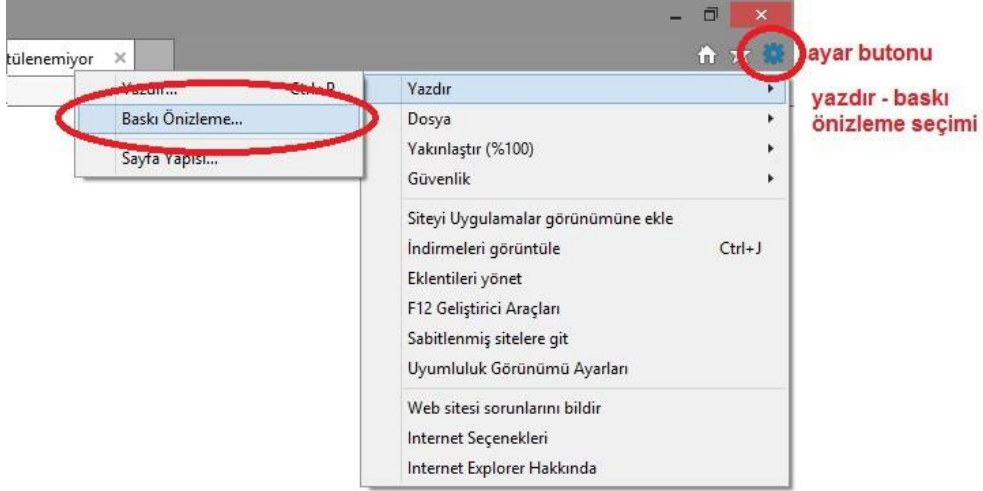 tülenemiyor
ayar butonu
yazdır - baskı
önizleme seçimi
Yazdır... Ctrl+P
Baskı Önizleme...
Sayfa Yapısı...
Yazdır
Dosya
Yakınlaştır (%100)
Güvenlik
Siteyi Uygulamalar görünümüne ekle
İndirmeleri görüntüle Ctrl+J
Eklentileri yönet
F12 Geliştirici Araçları
Sabitlenmiş sitelere git
Uyumluluk Görünümü Ayarları
Web sitesi sorunlarını bildir
Internet Seçenekleri
Internet Explorer Hakkında